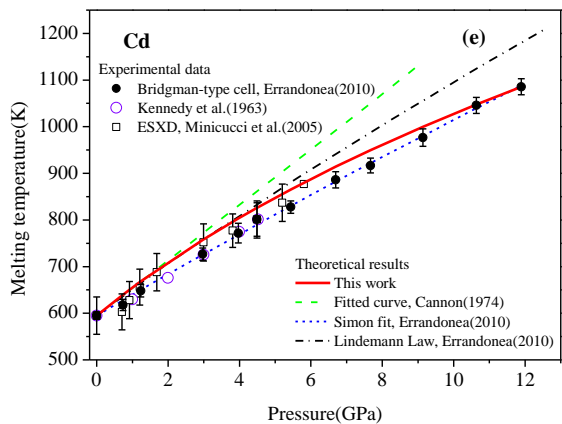 Cd
(e)
Experimental data
Bridgman-type cell, Errandonea(2010)
Kennedy et al.(1963)
ESXD, Minicucci et al.(2005)
Theoretical results
This work
Fitted curve, Cannon(1974)
Simon fit, Errandonea(2010)
Lindemann Law, Errandonea(2010)
Melting temperature(K)
1200
1100
1000
900
800
700
600
500
0
2
4
6
8
10
12
Pressure(GPa)